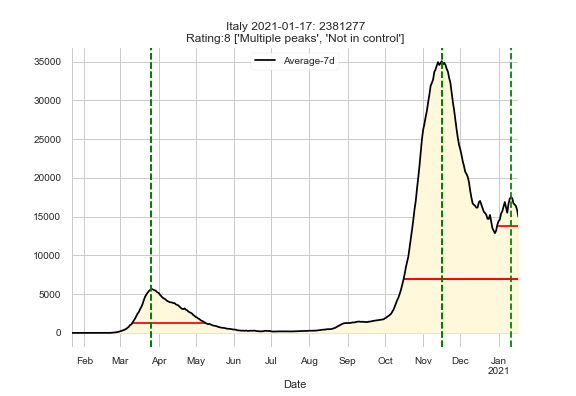 Italy 2021-01-17: 2381277
Rating:8 ['Multiple peaks', 'Not in control']
Average-7d
35000
30000
25000
20000
15000
10000
5000
0
Feb Mar Apr May Jun Jul Aug Sep Oct Nov Dec Jan
2021
Date